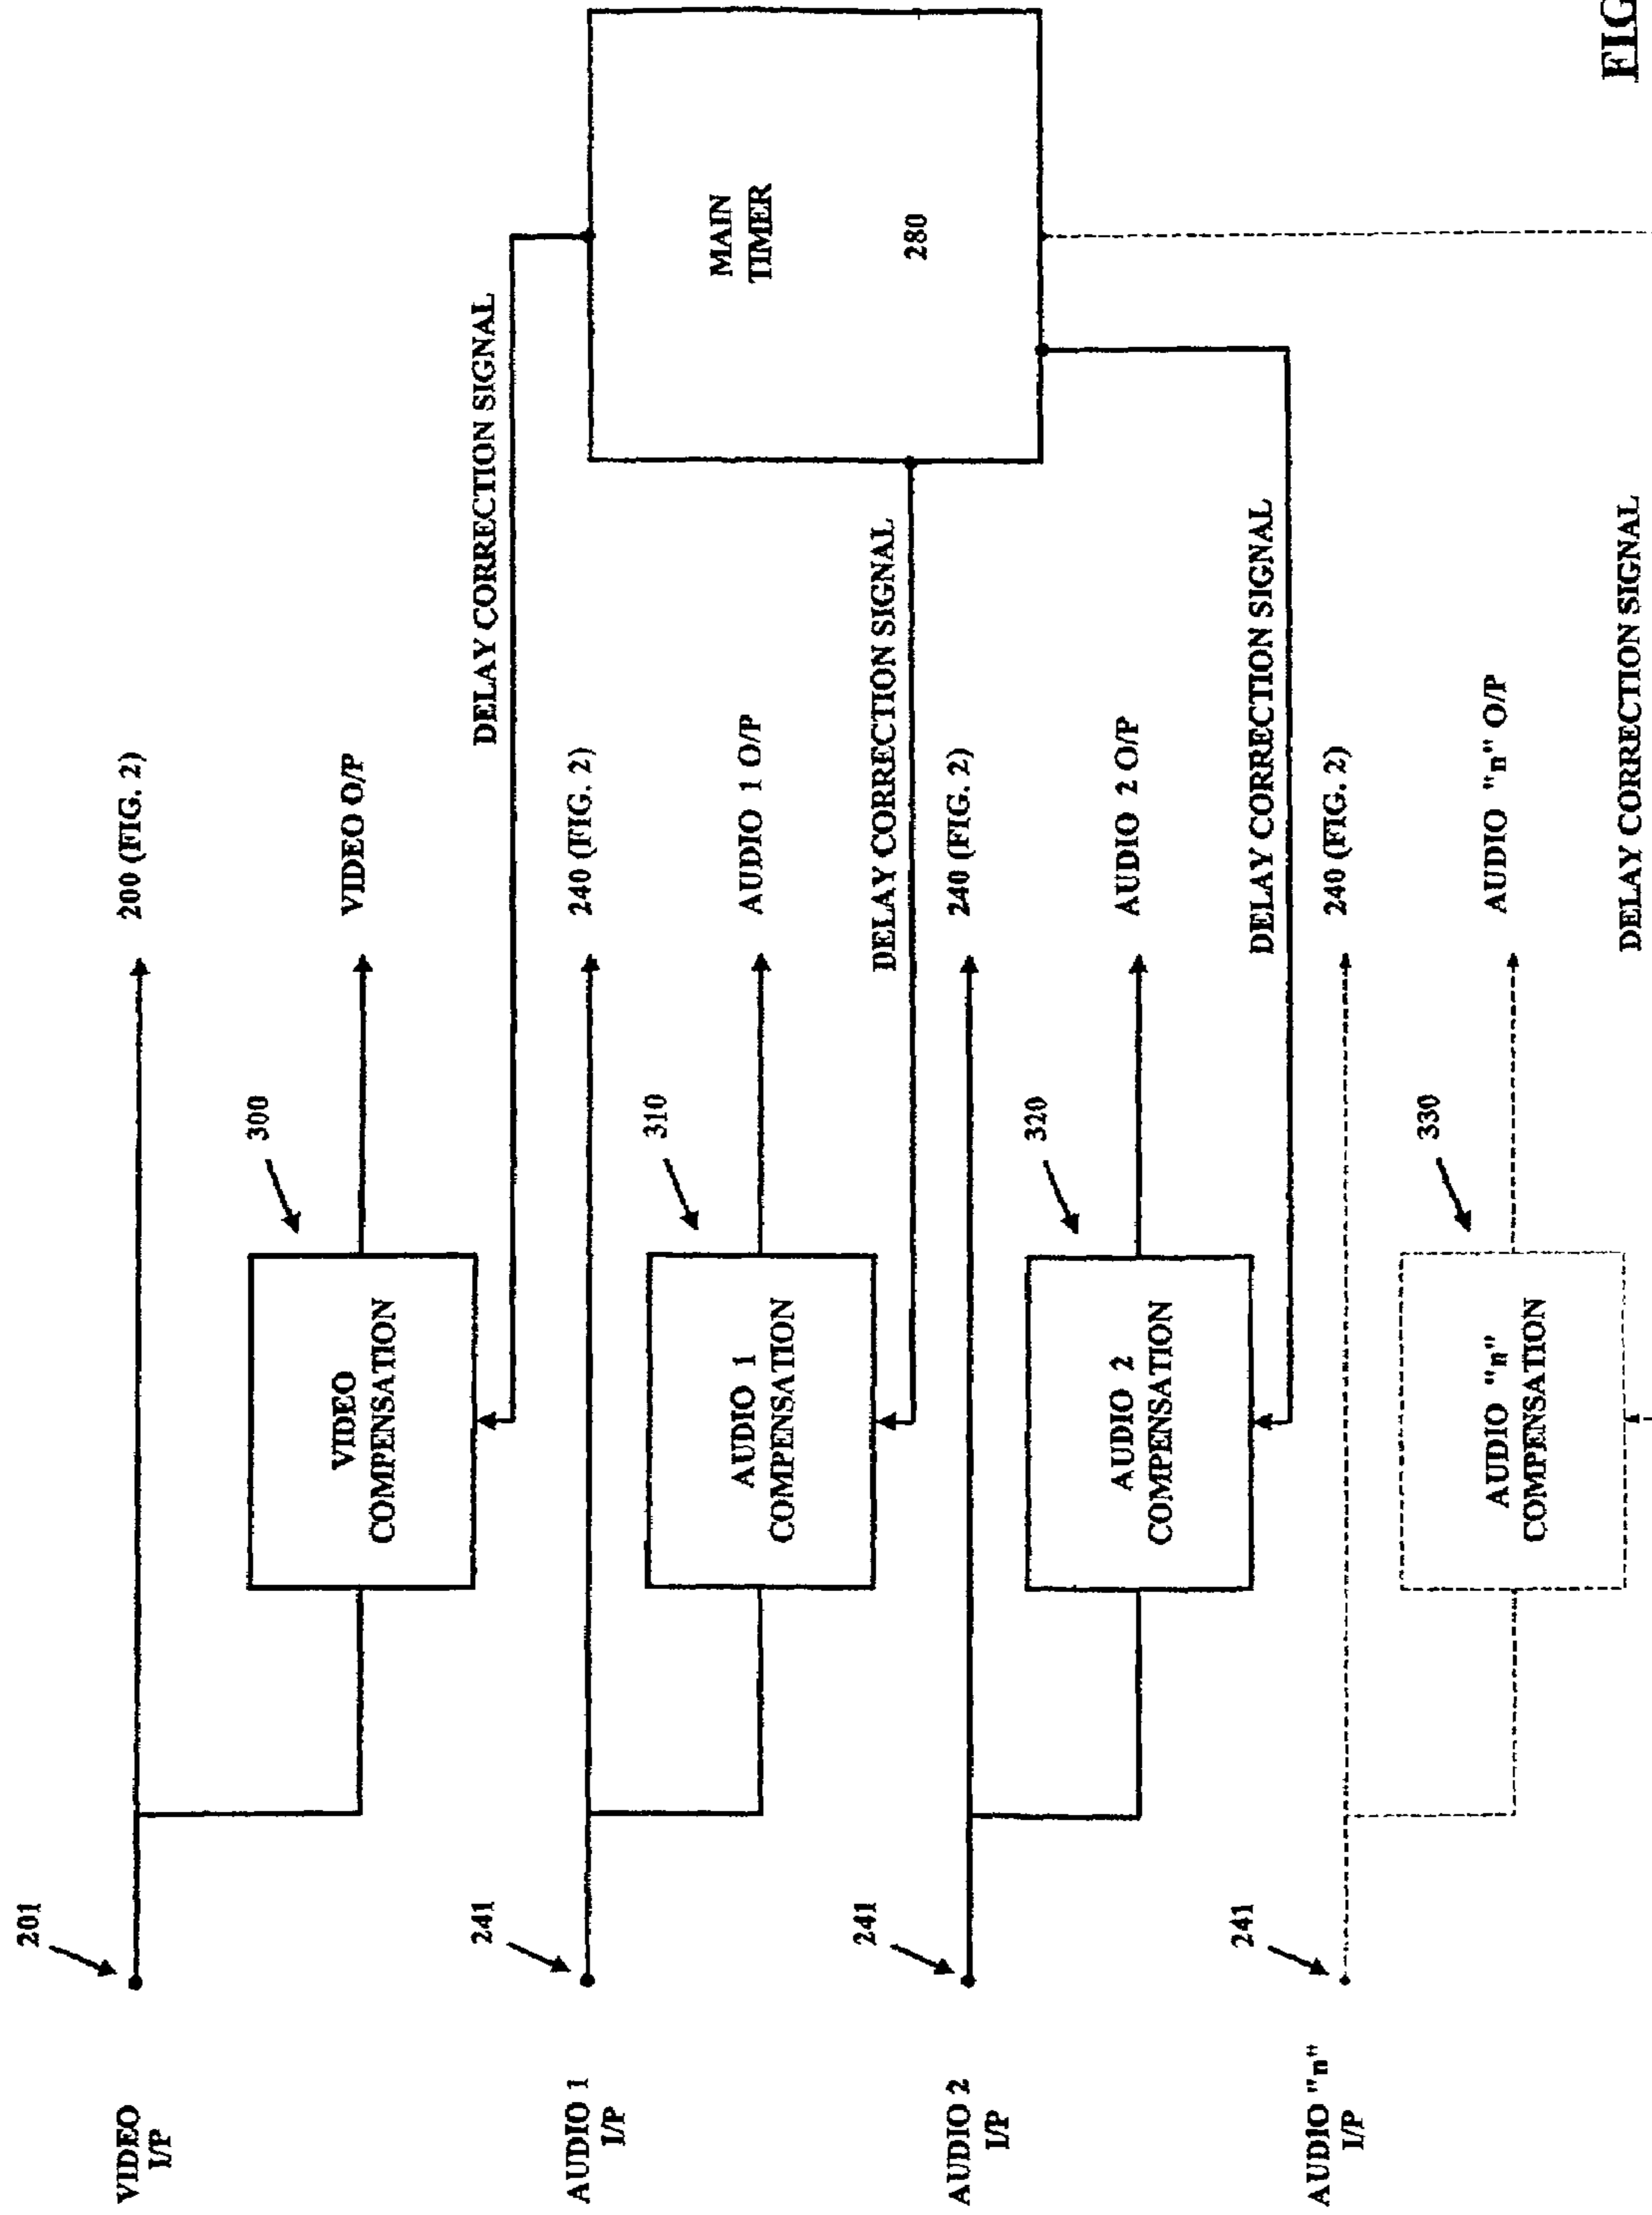 201
VIDEO
I/P
200 (FIG. 2)
300
VIDEO
COMPENSATION
VIDEO O/P
DELAY CORRECTION SIGNAL
241
AUDIO 1
I/P
240 (FIG. 2)
310
AUDIO 1
COMPENSATION
AUDIO 1 O/P
DELAY CORRECTION SIGNAL
MAIN
TIMER
280
241
AUDIO 2
I/P
240 (FIG. 2)
320
AUDIO 2
COMPENSATION
AUDIO 2 O/P
DELAY CORRECTION SIGNAL
241
AUDIO "n"
I/P
240 (FIG. 2)
330
AUDIO "n"
COMPENSATION
AUDIO "n" O/P
DELAY CORRECTION SIGNAL
FIG